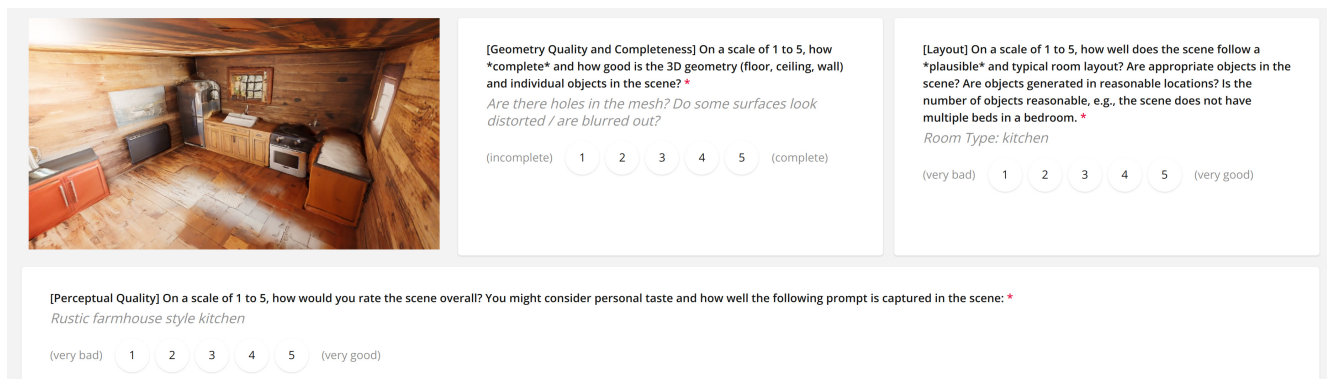 [Geometry Quality and Completeness] On a scale of 1 to 5, how
*complete* and how good is the 3D geometry (floor, ceiling, wall)
and individual objects in the scene? *
Are there holes in the mesh? Do some surfaces look
distorted / are blurred out?
(incomplete) 1 2 3 4 5 (complete)
[Layout] On a scale of 1 to 5, how well does the scene follow a
*plausible* and typical room layout? Are appropriate objects in the
scene? Are objects generated in reasonable locations? Is the
number of objects reasonable, e.g., the scene does not have
multiple beds in a bedroom. *
Room Type: kitchen
(very bad) 1 2 3 4 5 (very good)
[Perceptual Quality] On a scale of 1 to 5, how would you rate the scene overall? You might consider personal taste and how well the following prompt is captured in the scene: *
Rustic farmhouse style kitchen
(very bad) 1 2 3 4 5 (very good)